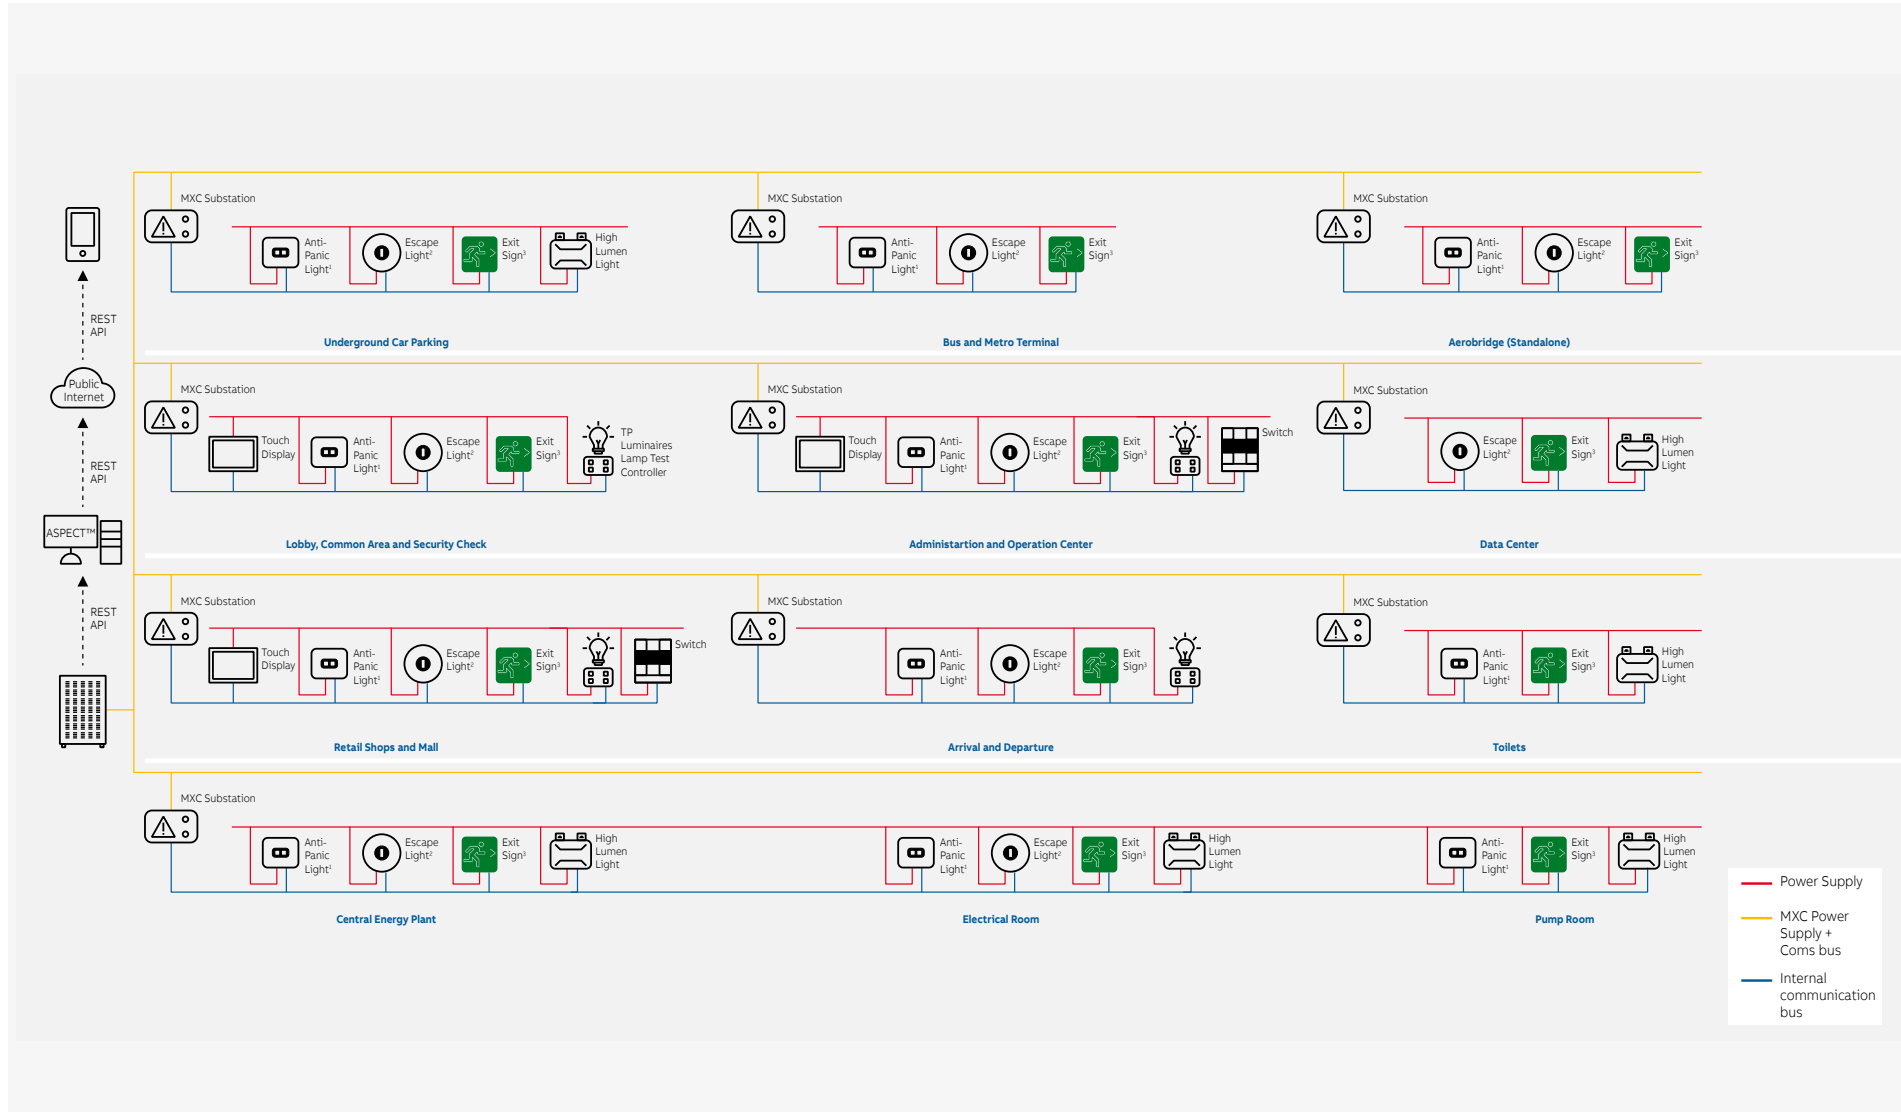 MXC Substation
Anti-
Panic
Light¹
Escape
Light²
Exit
Sign³
High
Lumen
Light
Underground Car Parking
MXC Substation
Anti-
Panic
Light¹
Escape
Light²
Exit
Sign³
Bus and Metro Terminal
MXC Substation
Anti-
Panic
Light¹
Escape
Light²
Exit
Sign³
Aerobridge (Standalone)
REST
API
Public
Internet
REST
API
ASPECT™
REST
API
MXC Substation
Touch
Display
Anti-
Panic
Light¹
Escape
Light²
Exit
Sign³
TP
Luminaires
Lamp Test
Controller
Lobby, Common Area and Security Check
MXC Substation
Touch
Display
Anti-
Panic
Light¹
Escape
Light²
Exit
Sign³
Switch
Administartion and Operation Center
MXC Substation
Escape
Light²
Exit
Sign³
High
Lumen
Light
Data Center
MXC Substation
Touch
Display
Anti-
Panic
Light¹
Escape
Light²
Exit
Sign³
Switch
Retail Shops and Mall
MXC Substation
Anti-
Panic
Light¹
Escape
Light²
Exit
Sign³
Arrival and Departure
MXC Substation
Anti-
Panic
Light¹
Exit
Sign³
High
Lumen
Light
Toilets
MXC Substation
Anti-
Panic
Light¹
Escape
Light²
Exit
Sign³
High
Lumen
Light
Central Energy Plant
Anti-
Panic
Light¹
Escape
Light²
Exit
Sign³
High
Lumen
Light
Electrical Room
Anti-
Panic
Light¹
Exit
Sign³
High
Lumen
Light
Pump Room
Power Supply
MXC Power
Supply +
Coms bus
Internal
communication
bus